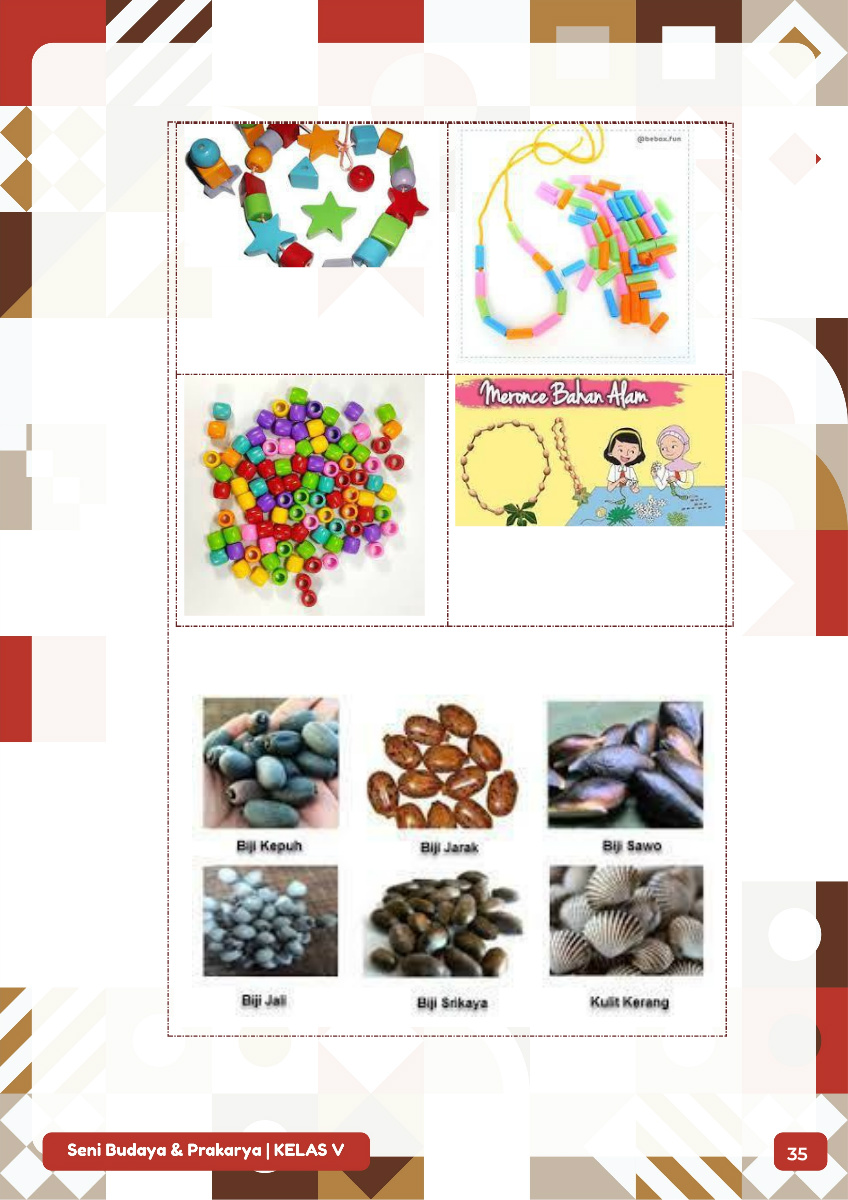 @bebox.fun
Meronce Bahan Alam
Biji Kepuh
Biji Jarak
Biji Sawo
Biji Jali
Biji Srikaya
Kulit Kerang
Seni Budaya & Prakarya | KELAS V
35